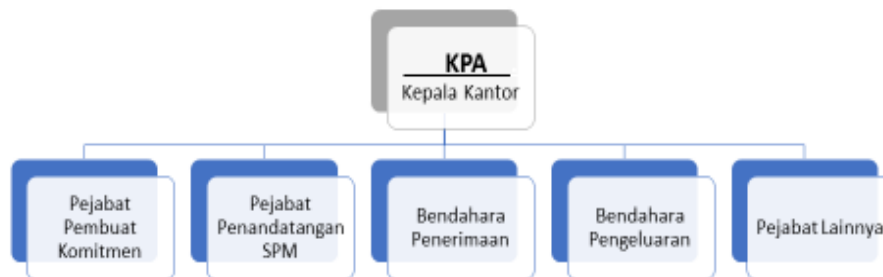 KPA
Kepala Kantor
Pejabat
Pembuat
Komitmen
Pejabat
Penandatangan
SPM
Bendahara
Penerimaan
Bendahara
Pengeluaran
Pejabat Lainnya